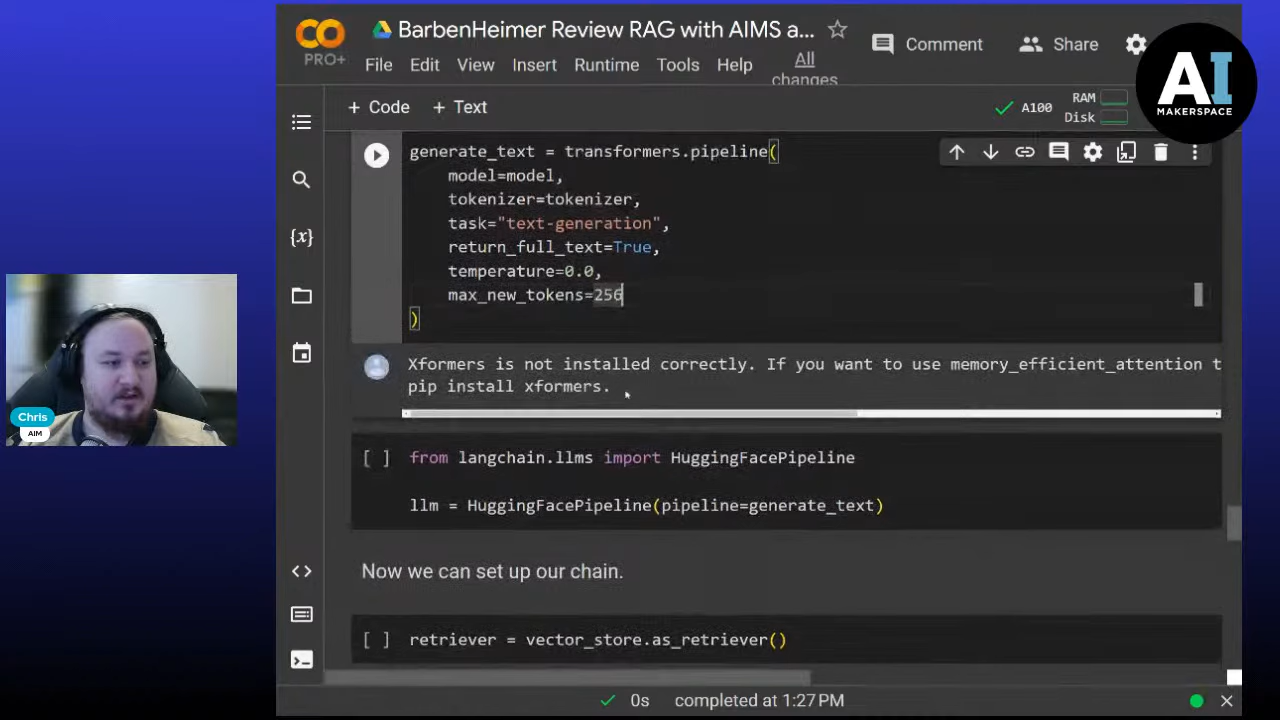 PRO+
BarbenHeimer Review RAG with AIMS a...
Comment
Share
File Edit View Insert Runtime Tools Help
All
changes
AI
MAKERSPACE
+ Code + Text
A100
RAM
Disk
generate_text = transformers.pipeline(
model=model,
tokenizer=tokenizer,
task="text-generation",
return_full_text=True,
temperature=0.0,
max_new_tokens=256
)
{x}
Xformers is not installed correctly. If you want to use memory_efficient_attention t
pip install xformers.
Chris
AIM
[ ] from langchain.llms import HuggingFacePipeline
llm = HuggingFacePipeline(pipeline=generate_text)
Now we can set up our chain.
[ ] retriever = vector_store.as_retriever()
0s completed at 1:27 PM